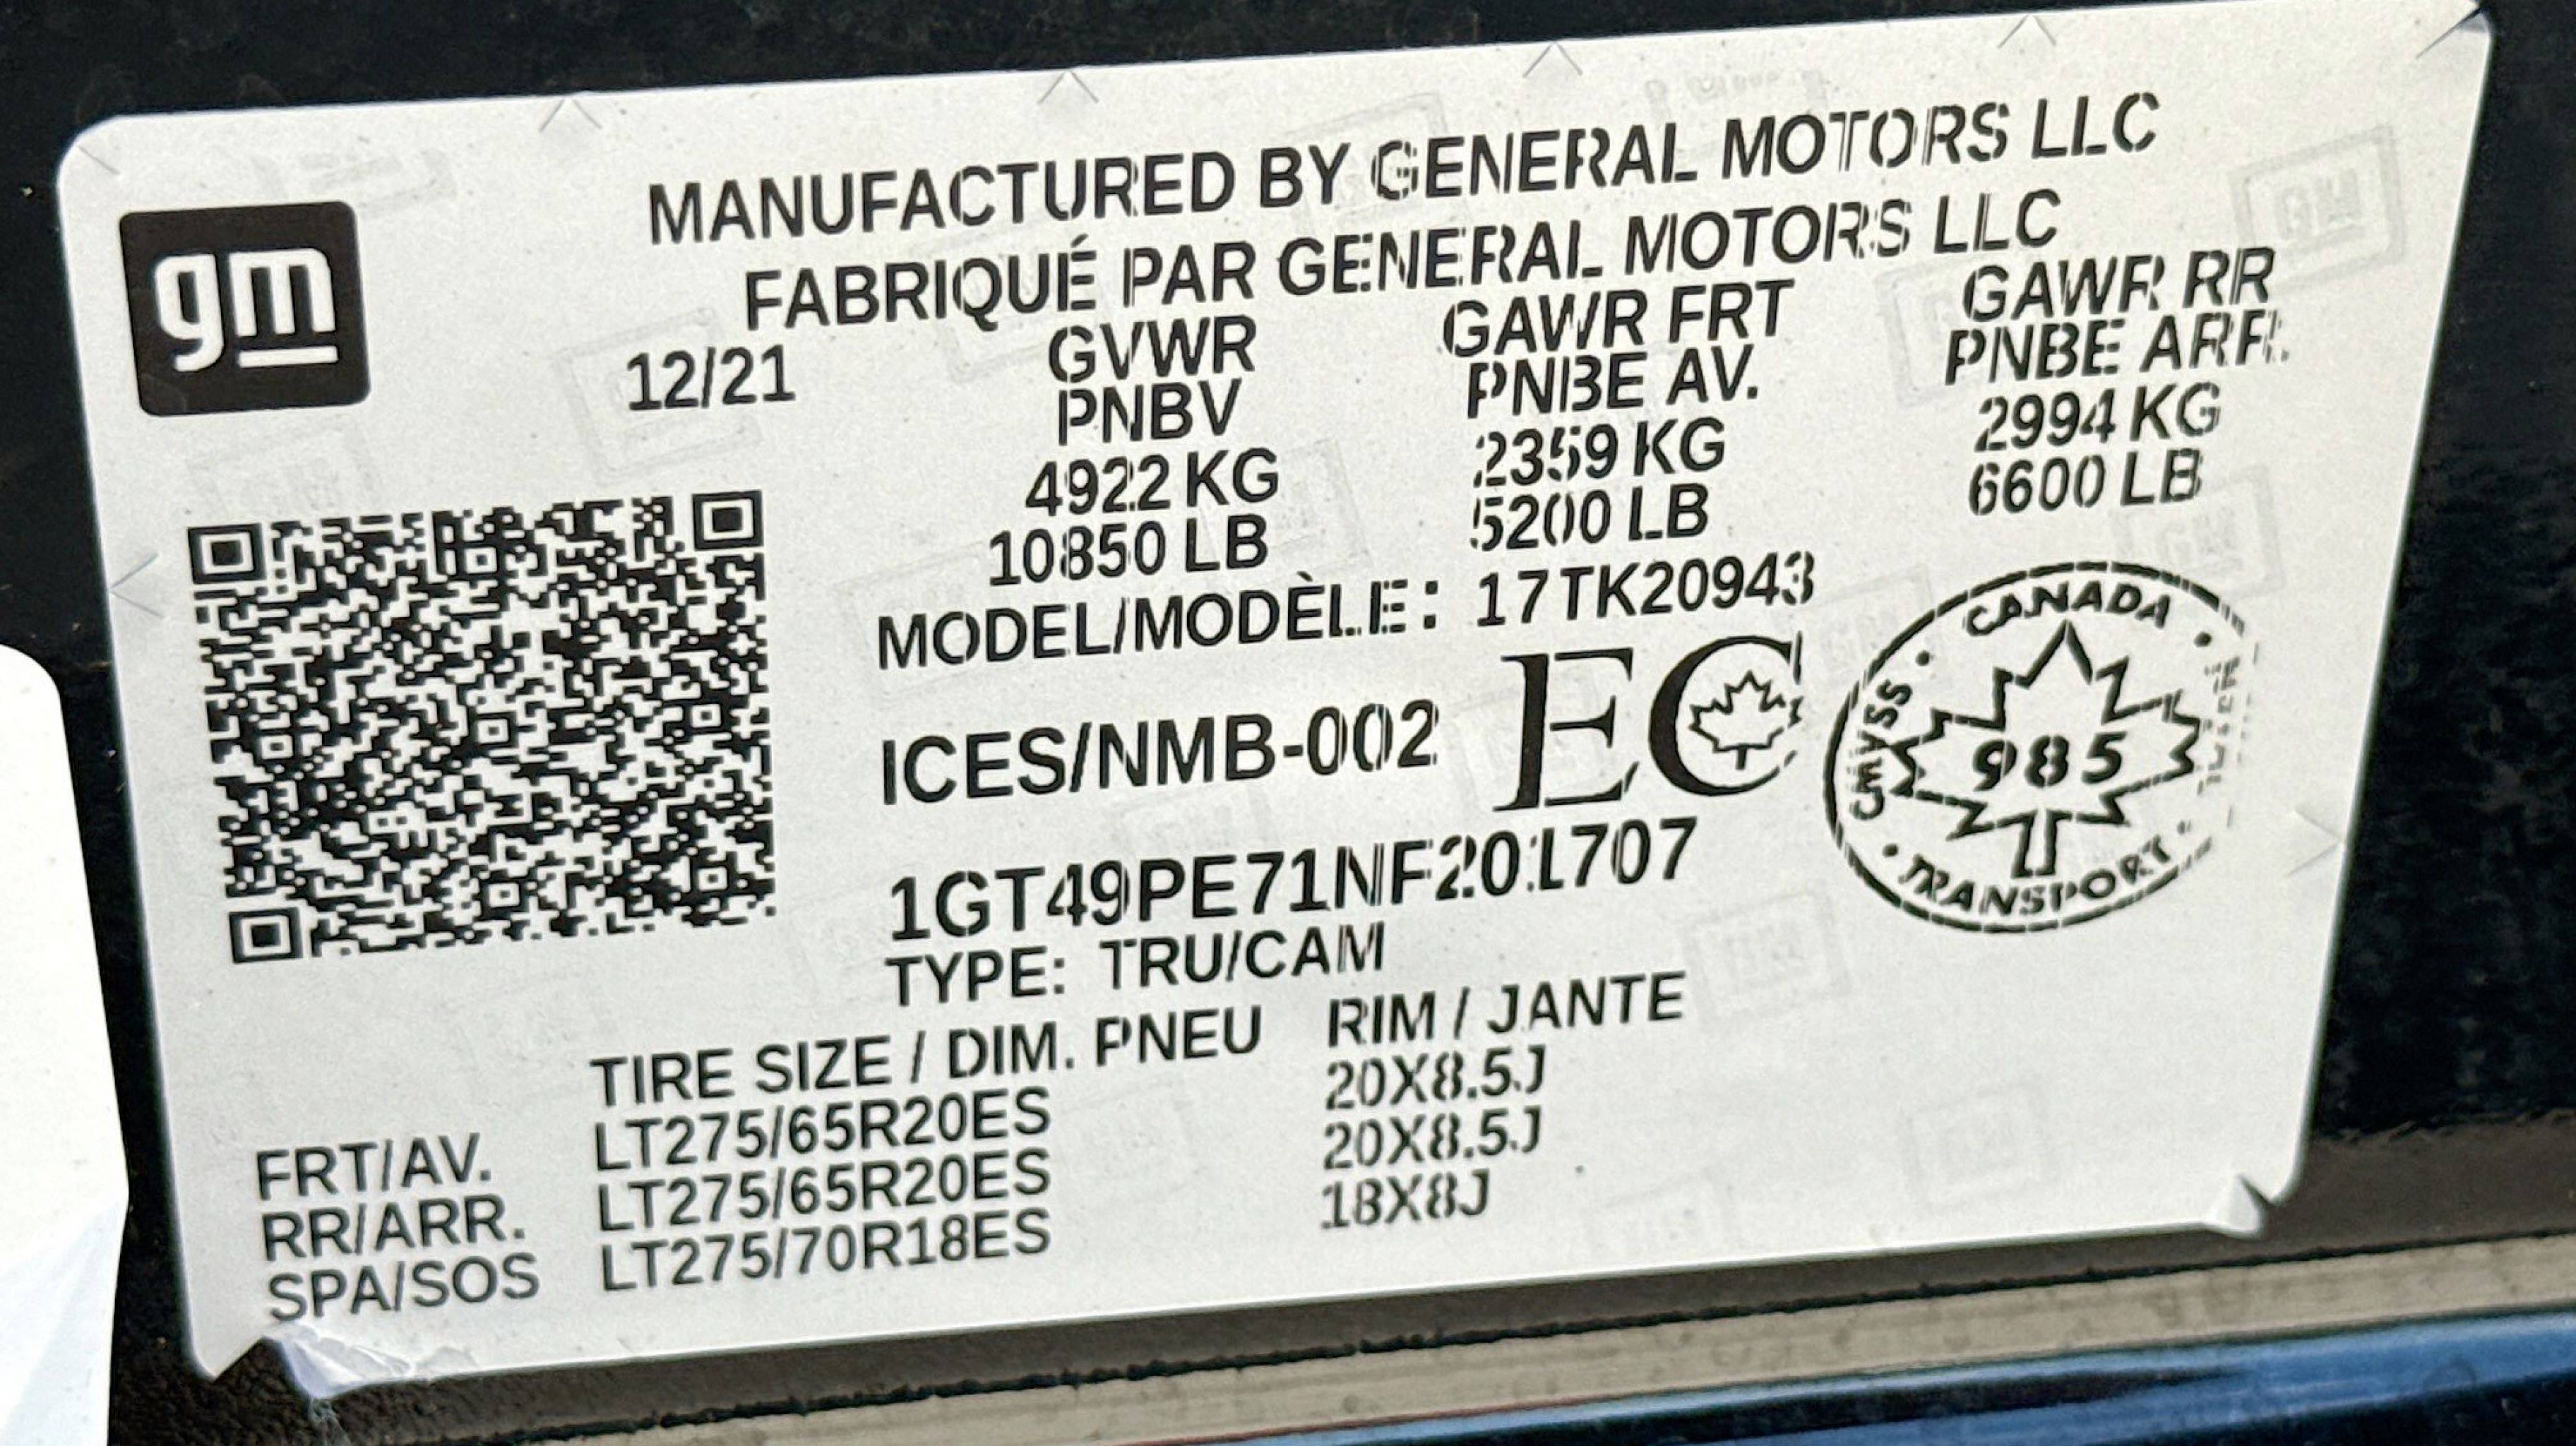 gm
MANUFACTURED BY GENERAL MOTORS LLC
FABRIQUÉ PAR GENERAL MOTORS LLC
12/21
GVWR
PNBV
4922 KG
10850 LB
GAWR FRT
PNBE AV.
2359 KG
5200 LB
GAWR RR
PNBE ARR.
2994 KG
6600 LB
MODEL/MODÈLE: 17TK20943
ICES/NMB-002 EC
CANADA
CMVSS
985
TRANSPORT
1GT49PE71NF201707
TYPE: TRU/CAM
TIRE SIZE / DIM. PNEU RIM / JANTE
FRT/AV. LT275/65R20ES 20X8.5J
RR/ARR. LT275/65R20ES 20X8.5J
SPA/SOS LT275/70R18ES 18X8J